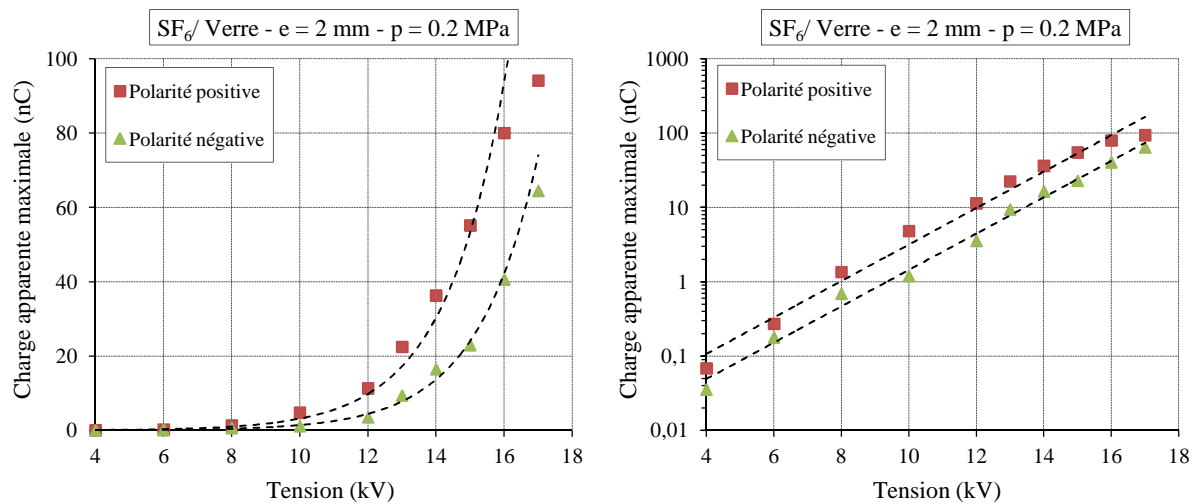 SF6/ Verre - e = 2 mm - p = 0.2 MPa
100
80
60
40
20
0
Charge apparente maximale (nC)
Polarité positive
Polarité négative
4 6 8 10 12 14 16 18
Tension (kV)
SF6/ Verre - e = 2 mm - p = 0.2 MPa
1000
100
10
1
0,1
0,01
Charge apparente maximale (nC)
Polarité positive
Polarité négative
4 6 8 10 12 14 16 18
Tension (kV)